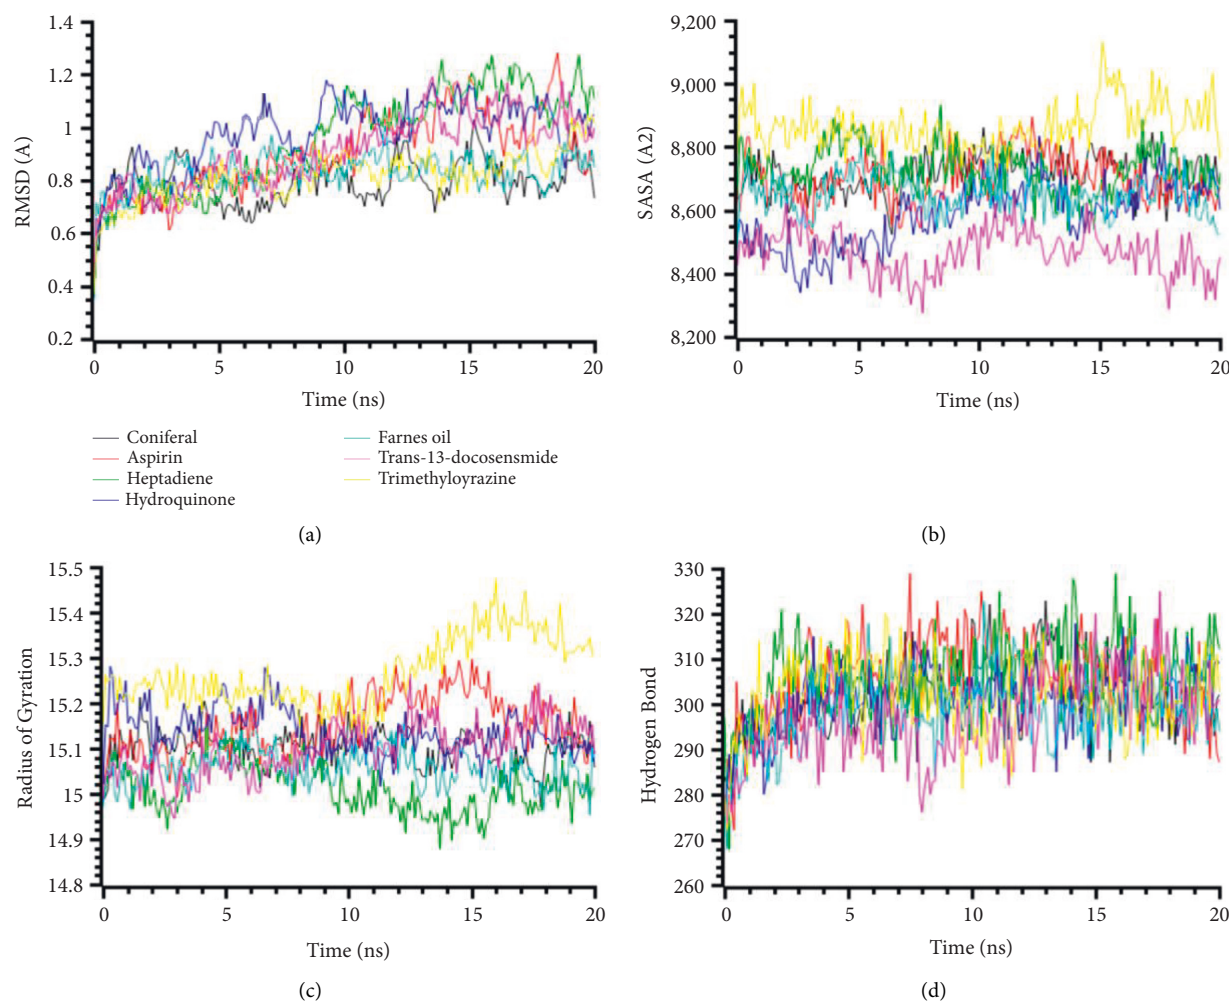 1.4
1.2
1
0.8
0.6
0.4
0.2
RMSD (A)
0 5 10 15 20
Time (ns)
Coniferal
Aspirin
Heptadiene
Hydroquinone
Farnes oil
Trans-13-docosensmide
Trimethyloyrazine
(a)
9,200
9,000
8,800
8,600
8,400
8,200
SASA (A2)
0 5 10 15 20
Time (ns)
(b)
15.5
15.4
15.3
15.2
15.1
15
14.9
14.8
Radius of Gyration
0 5 10 15 20
Time (ns)
(c)
330
320
310
300
290
280
270
260
Hydrogen Bond
0 5 10 15 20
Time (ns)
(d)